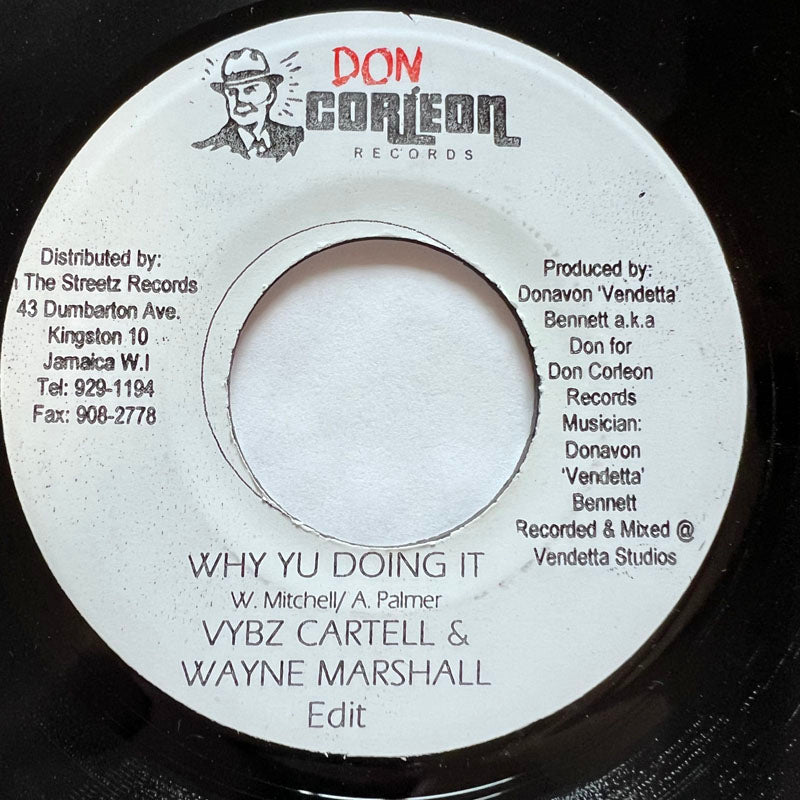 DON
CORLEON
RECORDS
Distributed by:
The Streetz Records
43 Dumbarton Ave.
Kingston 10
Jamaica W.I
Tel: 929-1194
Fax: 908-2778
Produced by:
Donavon 'Vendetta'
Bennett a.k.a
Don for
Don Corleon
Records
Musician:
Donavon
'Vendetta'
Bennett
Recorded & Mixed @
Vendetta Studios
WHY YU DOING IT
W. Mitchell/ A. Palmer
VYBZ CARTELL &
WAYNE MARSHALL
Edit